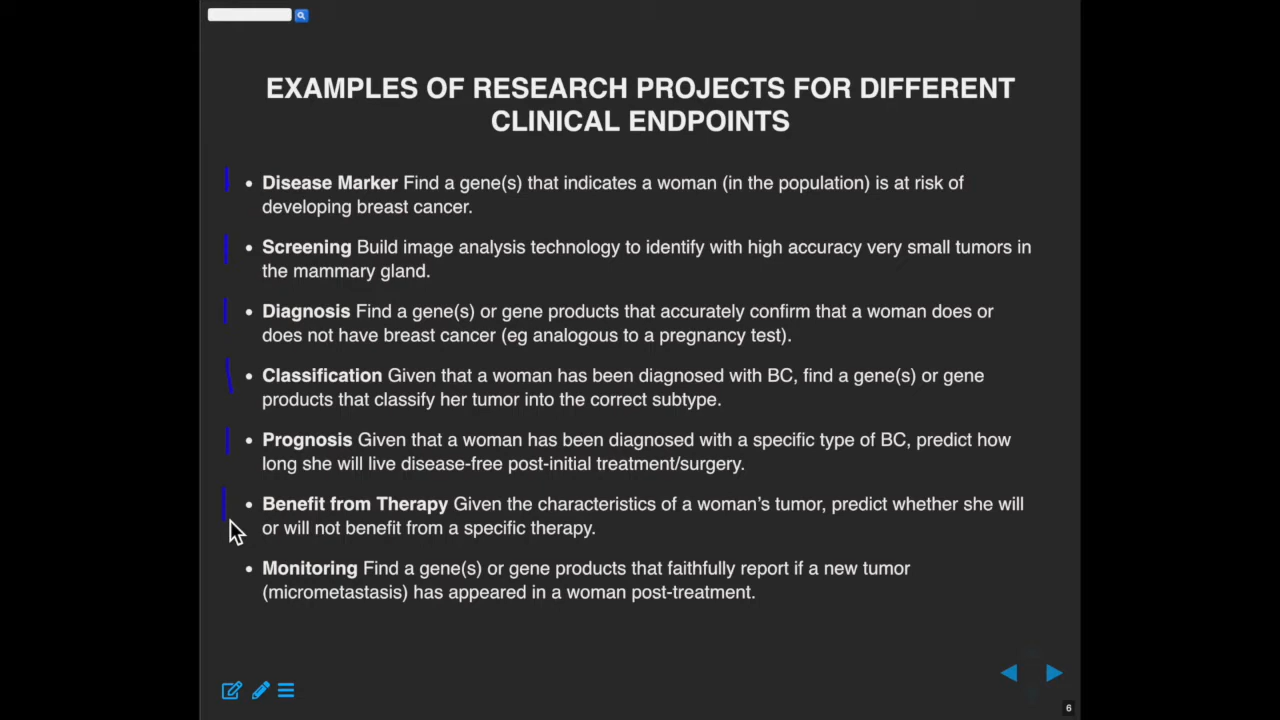 EXAMPLES OF RESEARCH PROJECTS FOR DIFFERENT
CLINICAL ENDPOINTS
• Disease Marker Find a gene(s) that indicates a woman (in the population) is at risk of
developing breast cancer.
• Screening Build image analysis technology to identify with high accuracy very small tumors in
the mammary gland.
• Diagnosis Find a gene(s) or gene products that accurately confirm that a woman does or
does not have breast cancer (eg analogous to a pregnancy test).
• Classification Given that a woman has been diagnosed with BC, find a gene(s) or gene
products that classify her tumor into the correct subtype.
• Prognosis Given that a woman has been diagnosed with a specific type of BC, predict how
long she will live disease-free post-initial treatment/surgery.
• Benefit from Therapy Given the characteristics of a woman’s tumor, predict whether she will
or will not benefit from a specific therapy.
• Monitoring Find a gene(s) or gene products that faithfully report if a new tumor
(micrometastasis) has appeared in a woman post-treatment.
6